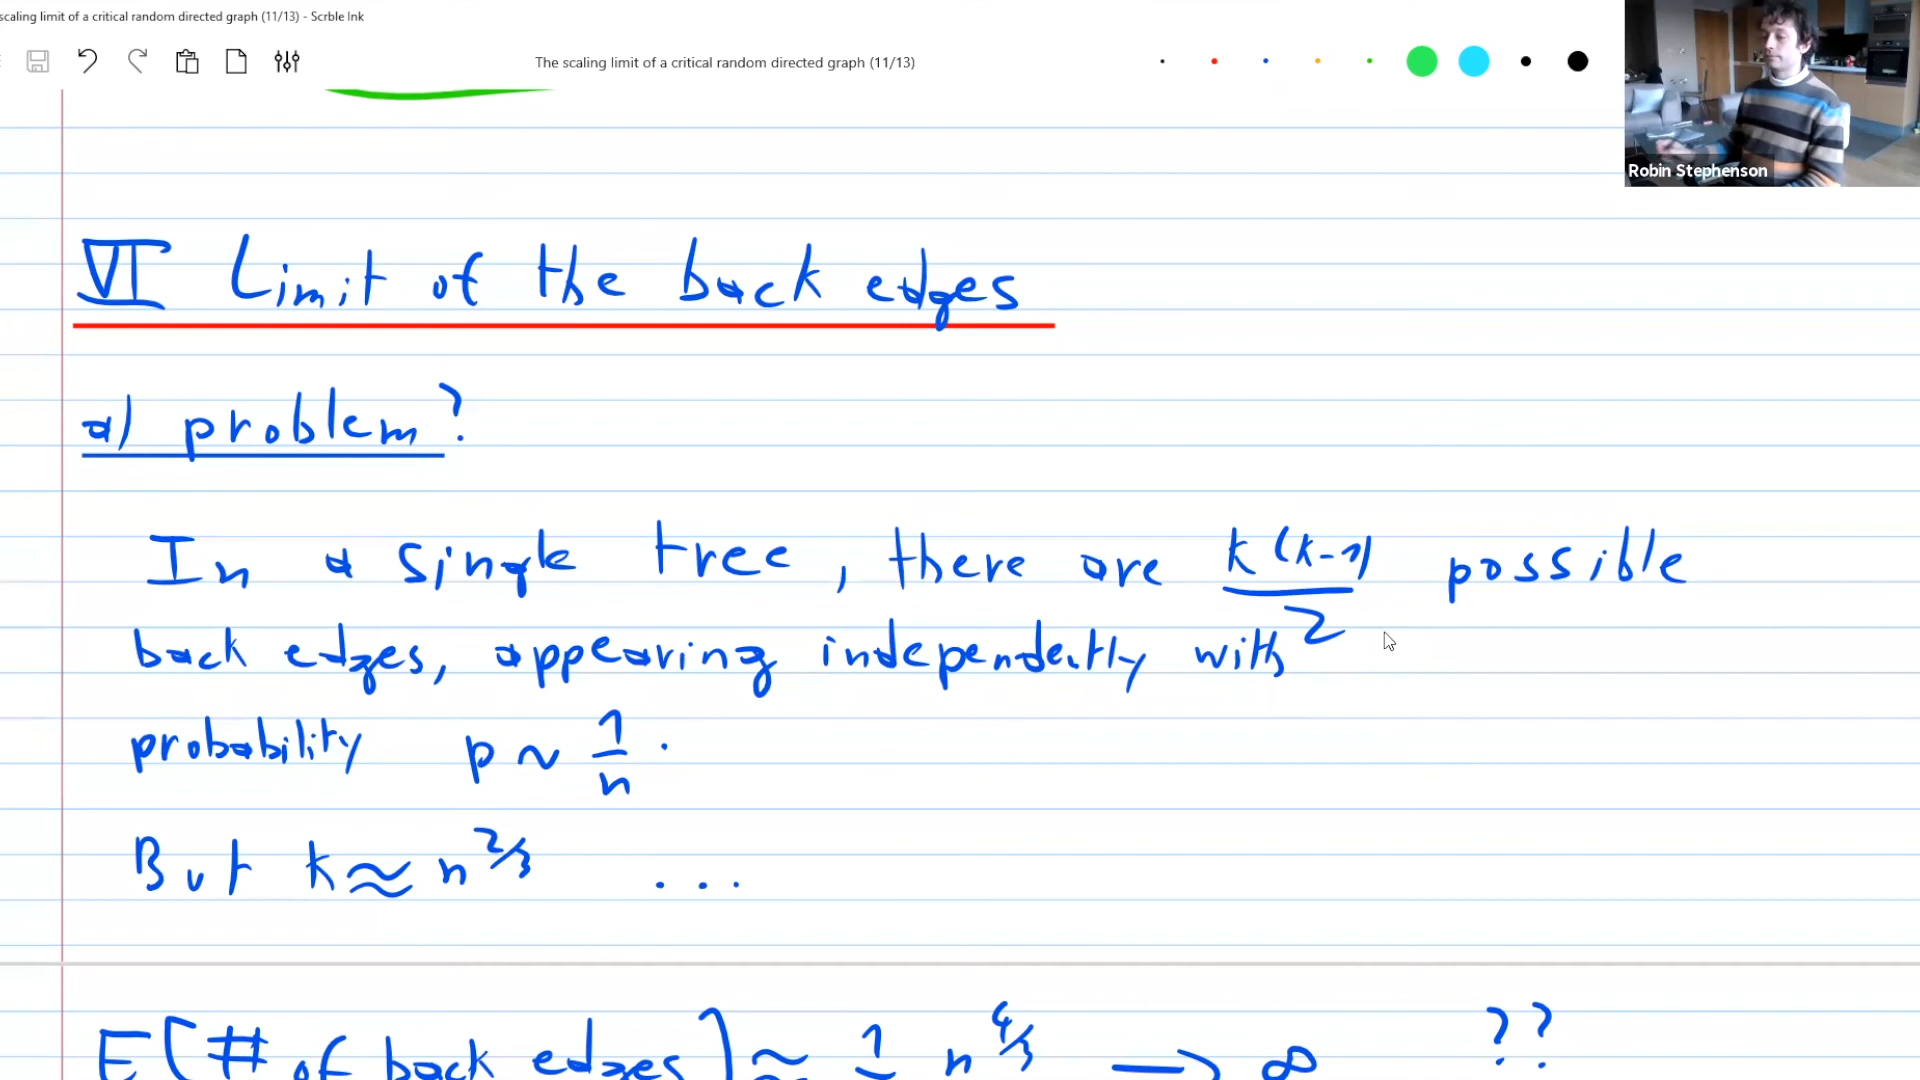 scaling limit of a critical random directed graph (11/13) - Scrble Ink
The scaling limit of a critical random directed graph (11/13)
Robin Stephenson
VI Limit of the back edges
a) problem?
In a single tree, there are k(k-1)/2 possible
back edges, appearing independently with
probability p ~ 1/n.
But k ≈ n^2/3 ...
E[# of back edges] ≈ 1 n^4/3 → ∞ ??